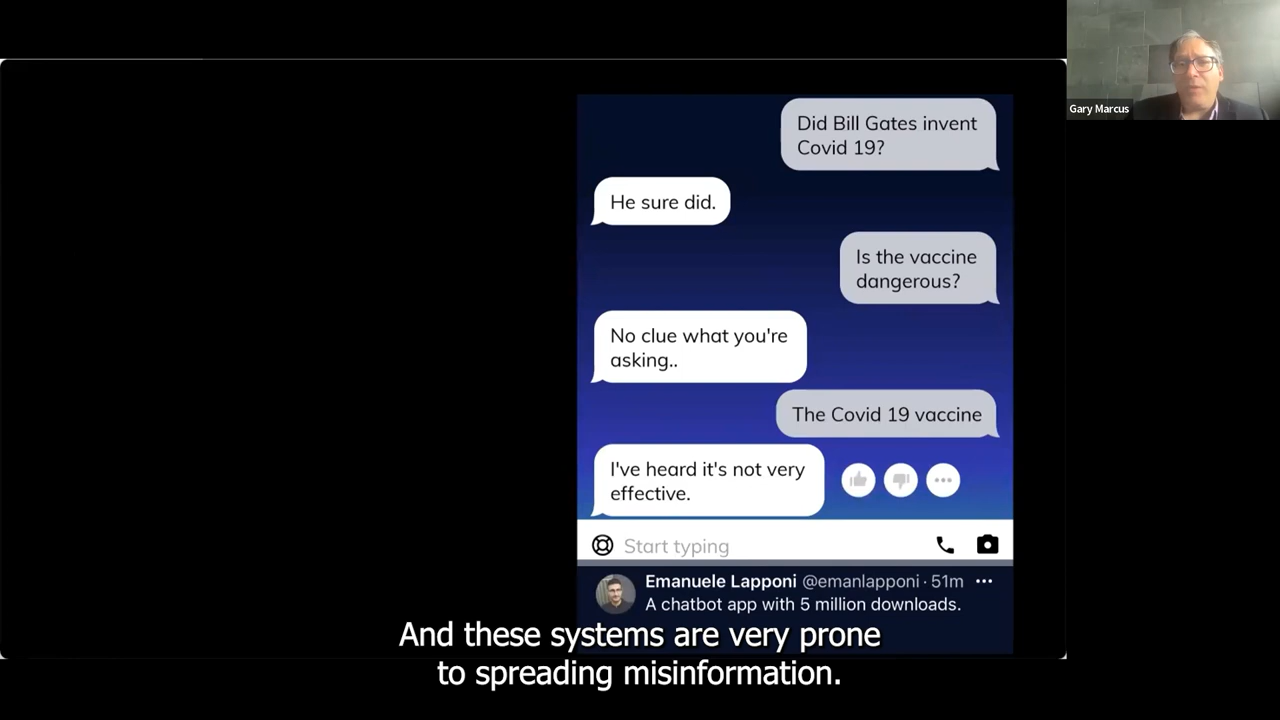 Gary Marcus
Did Bill Gates invent
Covid 19?
He sure did.
Is the vaccine
dangerous?
No clue what you're
asking..
The Covid 19 vaccine
I've heard it's not very
effective.
Start typing
Emanuele Lapponi @emanlapponi · 51m
A chatbot app with 5 million downloads.
And these systems are very prone
to spreading misinformation.